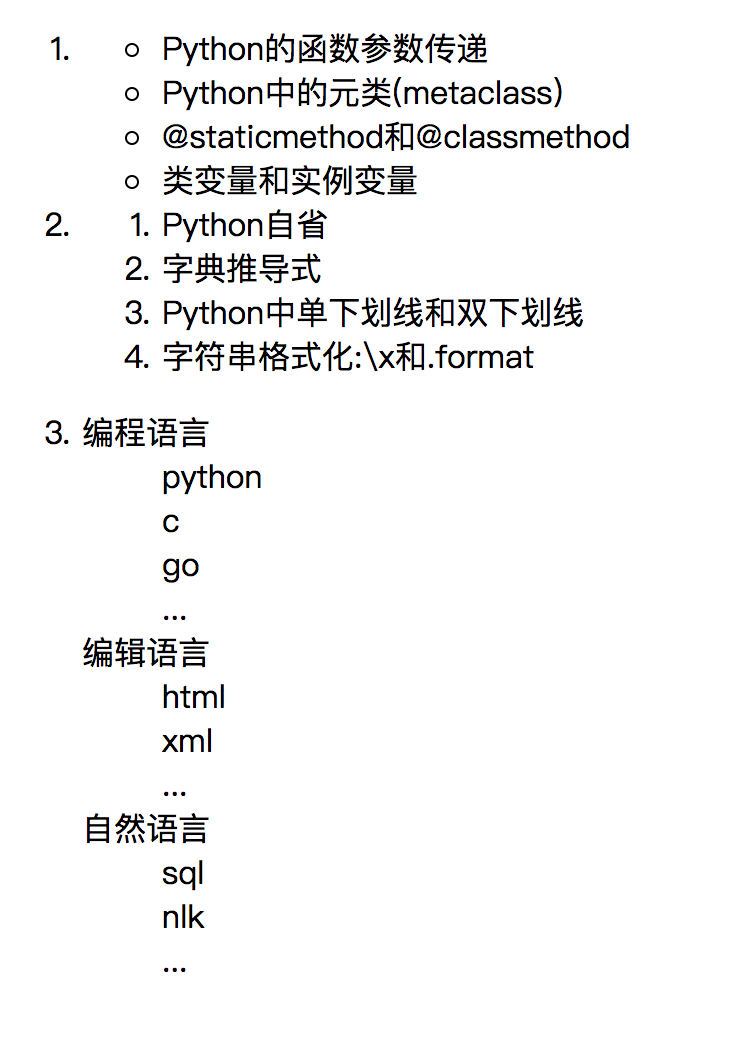 1. ○ Python的函数参数传递
○ Python中的元类(metaclass)
○ @staticmethod和@classmethod
○ 类变量和实例变量
2. 1. Python自省
2. 字典推导式
3. Python中单下划线和双下划线
4. 字符串格式化:\x和.format
3. 编程语言
python
c
go
...
编辑语言
html
xml
...
自然语言
sql
nlk
...